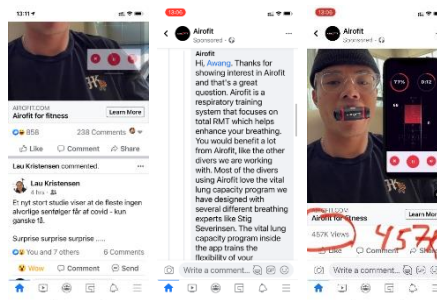 13:11
AIROFIT.COM
Airofit for fitness
Learn More
858
238 Comments
Like
Comment
Share
Lau Kristensen commented.
Lau Kristensen
4 hrs
Et nyt stort studie viser at de fleste ingen
alvorlige senfølger får af covid - kun
ganske få.
Surprise surprise surprise .....
You and 7 others
6 Comments
Wow
Comment
Send
13:06
Airofit
Sponsored
Airofit
Hi, Awang. Thanks for
showing interest in Airofit
and that's a great
question. Airofit is a
respiratory training
system that focuses on
total RMT which helps
enhance your breathing.
You would benefit a lot
from Airofit, like the other
divers we are working
with. Most of the divers
using Airofit love the vital
lung capacity program we
have designed with
several different breathing
experts like Stig
Severinsen. The vital lung
capacity program inside
the app trains the
flexibility of your
Write a comment...
13:06
Airofit
Sponsored
77%
0:12
AIROFIT.COM
Airofit for fitness
Learn More
457K Views
457K
Like
Comment
Write a comment...